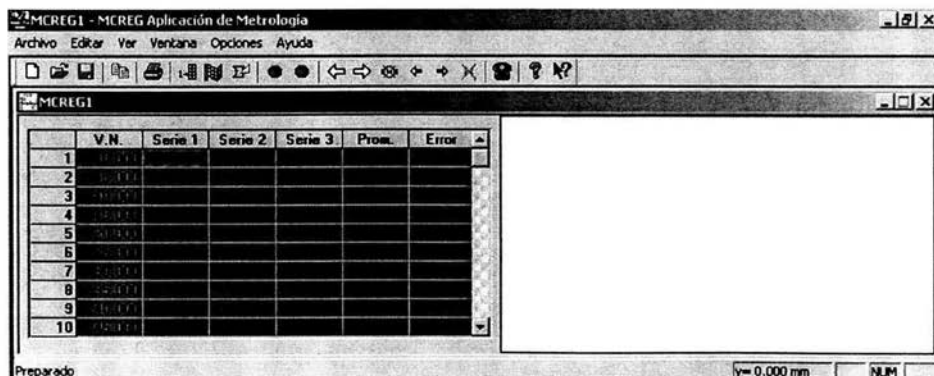 MCREG1 - MCREG Aplicación de Metrología
Archivo Editar Ver Ventana Opciones Ayuda
MCREG1
V.N. Serie 1 Serie 2 Serie 3 Prom. Error
1
2
3
4
5
6
7
8
9
10
Preparado y= 0.000 mm NUM